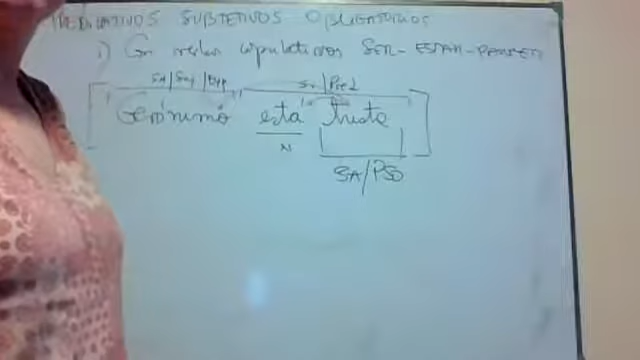 PREDICATIVOS SUBJETIVOS OBLIGATORIOS
1) Con verbos copulativos SER - ESTAR - PARECER
SN/Suj/Exp SV/Pred
Gerónimo está triste
N
SA/PSO